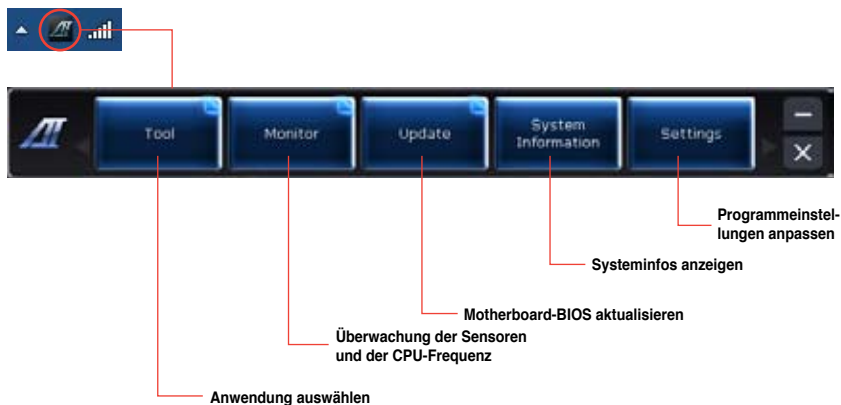 Tool
Monitor
Update
System
Information
Settings
Programmeinstel-
lungen anpassen
Systeminfos anzeigen
Motherboard-BIOS aktualisieren
Überwachung der Sensoren
und der CPU-Frequenz
Anwendung auswählen